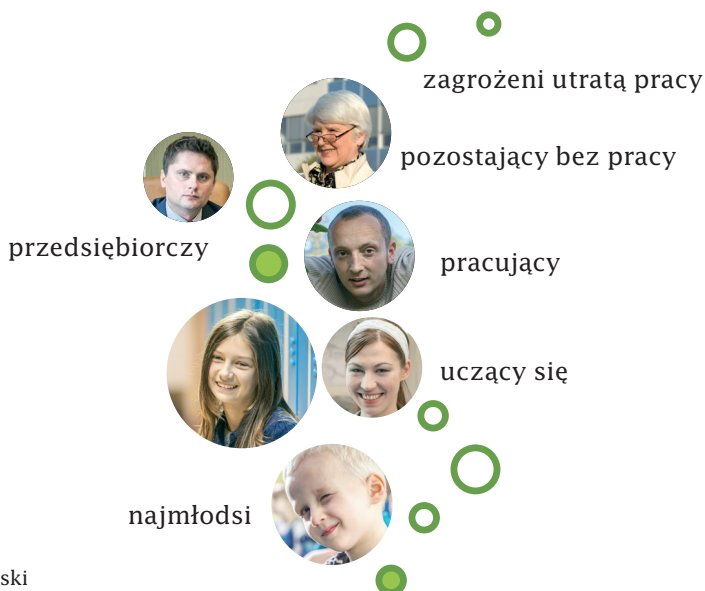 zagrożeni utratą pracy
pozostający bez pracy
przedsiębiorczy
pracujący
uczący się
najmłodsi
ski